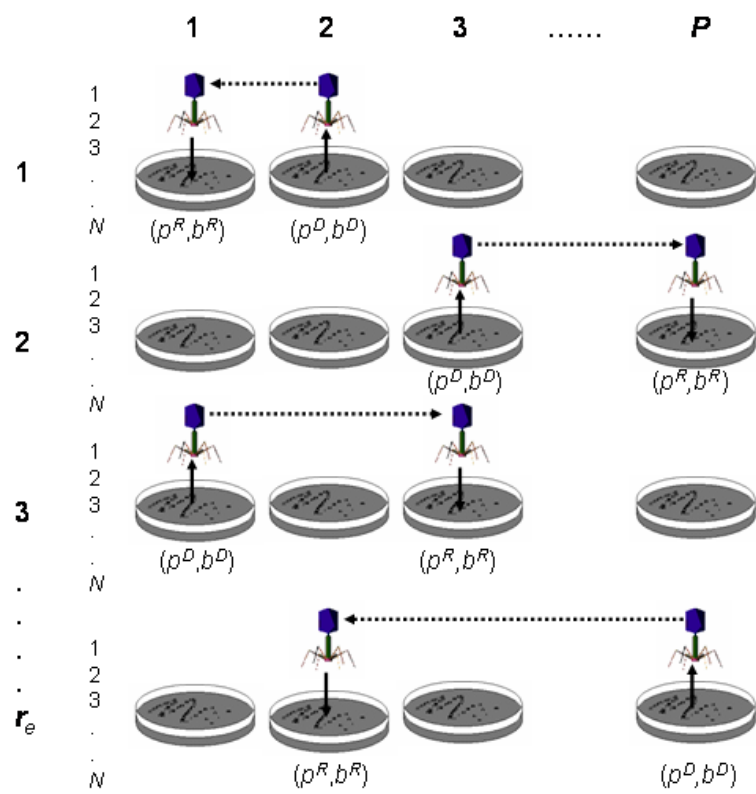 1 2 3 ...... P
1
1
2
3
.
.
N
(p^R,b^R) (p^D,b^D)
2
1
2
3
.
.
N
(p^D,b^D) (p^R,b^R)
3
1
2
3
.
.
N
(p^D,b^D) (p^R,b^R)
.
.
.
.
r_e
1
2
3
.
.
N
(p^R,b^R) (p^D,b^D)